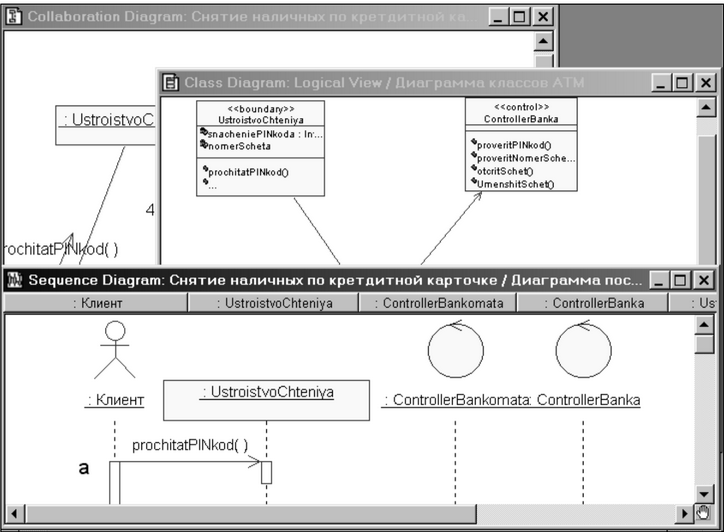 Collaboration Diagram: Снятие наличных по кретдитной ка...
: UstroistvoC
4
rochitatPINkod( )
Class Diagram: Logical View / Диаграмма классов ATM
<<boundary>>
UstroistvoChteniya
snacheniePINkoda : In...
nomerScheta
prochitatPINkod()
...
<<control>>
ControllerBanka
proveritPINkod()
proveritNomerSche...
otcritSchet()
UmenshitSchet()
Sequence Diagram: Снятие наличных по кретдитной карточке / Диаграмма пос...
: Клиент
: UstroistvoChteniya
: ControllerBankomata
: ControllerBanka
: Us
: Клиент
: UstroistvoChteniya
: ControllerBankomata
: ControllerBanka
prochitatPINkod( )
a